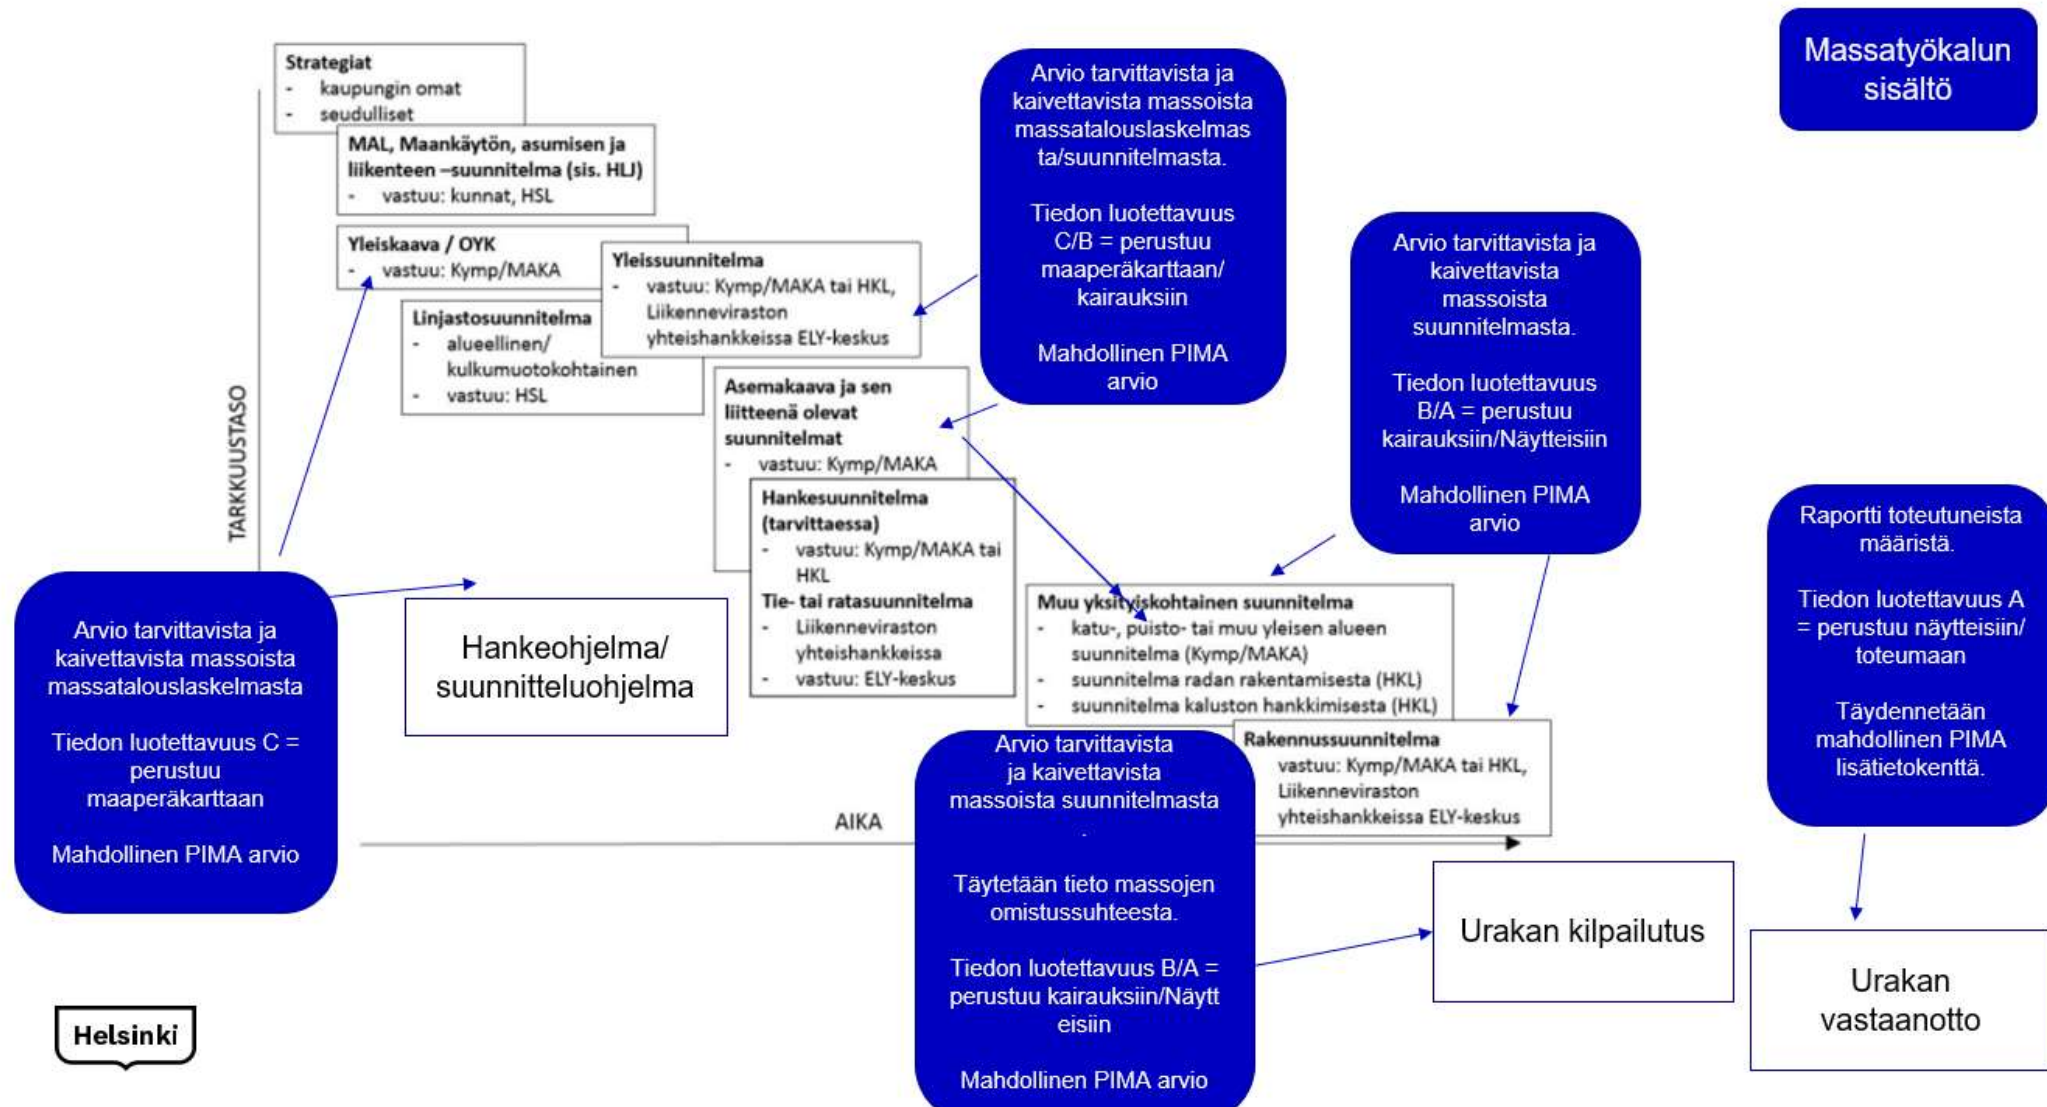 Massatyökalun
sisältö
Strategiat
- kaupungin omat
- seudulliset
MAL, Maankäytön, asumisen ja
liikenteen –suunnitelma (sis. HLJ)
- vastuu: kunnat, HSL
Yleiskaava / OYK
- vastuu: Kymp/MAKA
Yleissuunnitelma
- vastuu: Kymp/MAKA tai HKL,
Liikenneviraston
yhteishankkeissa ELY-keskus
Linjastosuunnitelma
- alueellinen/
kulkumuotokohtainen
- vastuu: HSL
Arvio tarvittavista ja
kaivettavista massoista
massatalouslaskelmas
ta/suunnitelmasta.
Tiedon luotettavuus
C/B = perustuu
maaperäkarttaan/
kairauksiin
Mahdollinen PIMA
arvio
Arvio tarvittavista ja
kaivettavista
massoista
suunnitelmasta.
Tiedon luotettavuus
B/A = perustuu
kairauksiin/Näytteisiin
Mahdollinen PIMA
arvio
Asemakaava ja sen
liitteenä olevat
suunnitelmat
- vastuu: Kymp/MAKA
Hankesuunnitelma
(tarvittaessa)
- vastuu: Kymp/MAKA tai
HKL
Tie- tai ratasuunnitelma
- Liikenneviraston
yhteishankkeissa
- vastuu: ELY-keskus
TARKKUUSTASO
Raportti toteutuneista
määristä.
Tiedon luotettavuus A
= perustuu näytteisiin/
toteumaan
Täydennetään
mahdollinen PIMA
lisätietokenttä.
Arvio tarvittavista ja
kaivettavista massoista
massatalouslaskelmasta
Tiedon luotettavuus C =
perustuu
maaperäkarttaan
Mahdollinen PIMA arvio
Hankeohjelma/
suunnitteluohjelma
Muu yksityiskohtainen suunnitelma
- katu-, puisto- tai muu yleisen alueen
suunnitelma (Kymp/MAKA)
- suunnitelma radan rakentamisesta (HKL)
- suunnitelma kaluston hankkimisesta (HKL)
Rakennussuunnitelma
vastuu: Kymp/MAKA tai HKL,
Liikenneviraston
yhteishankkeissa ELY-keskus
AIKA
Arvio tarvittavista
ja kaivettavista
massoista suunnitelmasta
.
Täytetään tieto massojen
omistussuhteesta.
Tiedon luotettavuus B/A =
perustuu kairauksiin/Näytt
eisiin
Mahdollinen PIMA arvio
Urakan kilpailutus
Urakan
vastaanotto
Helsinki